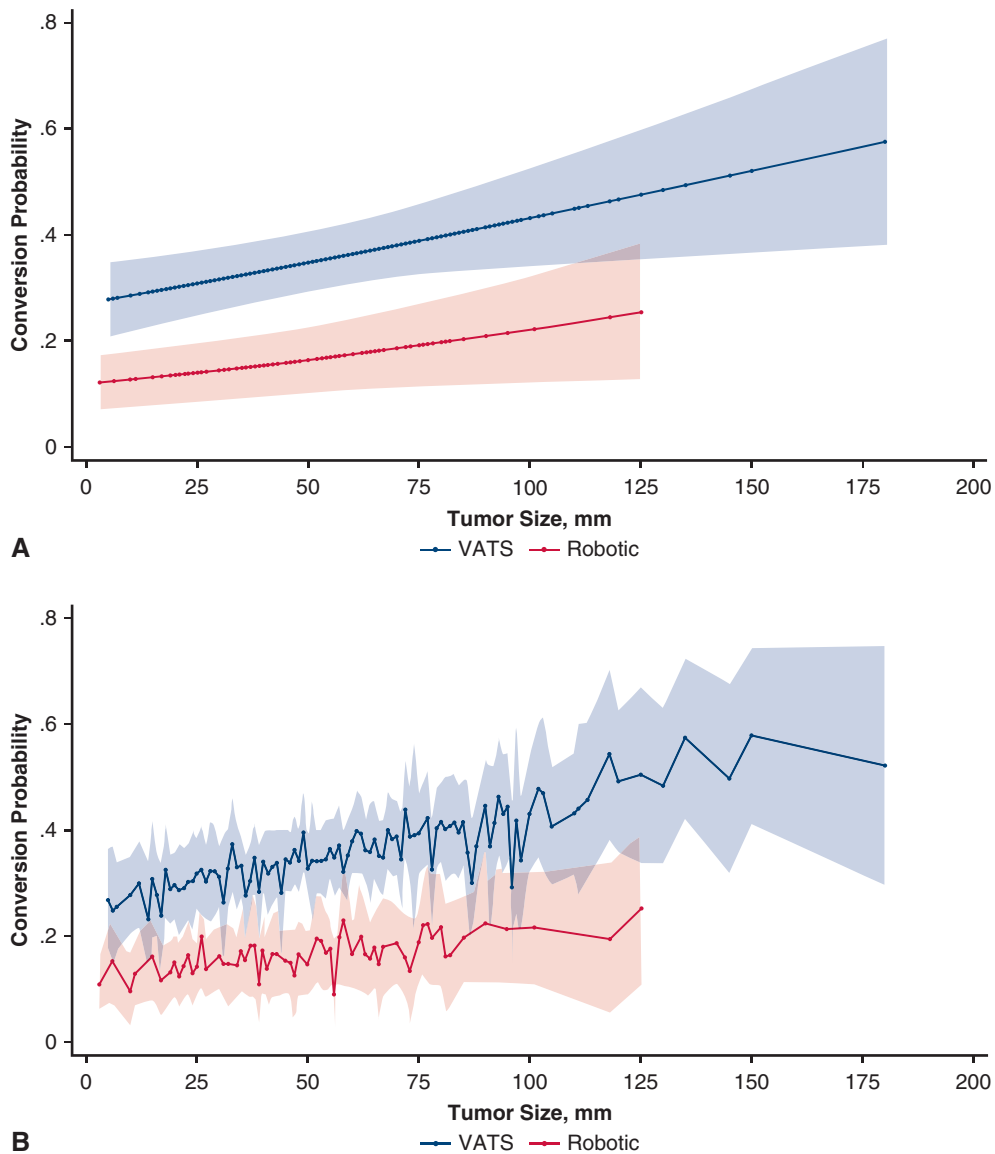 .8
.6
.4
.2
0
Conversion Probability
0 25 50 75 100 125 150 175 200
Tumor Size, mm
A
VATS Robotic
.8
.6
.4
.2
0
Conversion Probability
0 25 50 75 100 125 150 175 200
Tumor Size, mm
B
VATS Robotic